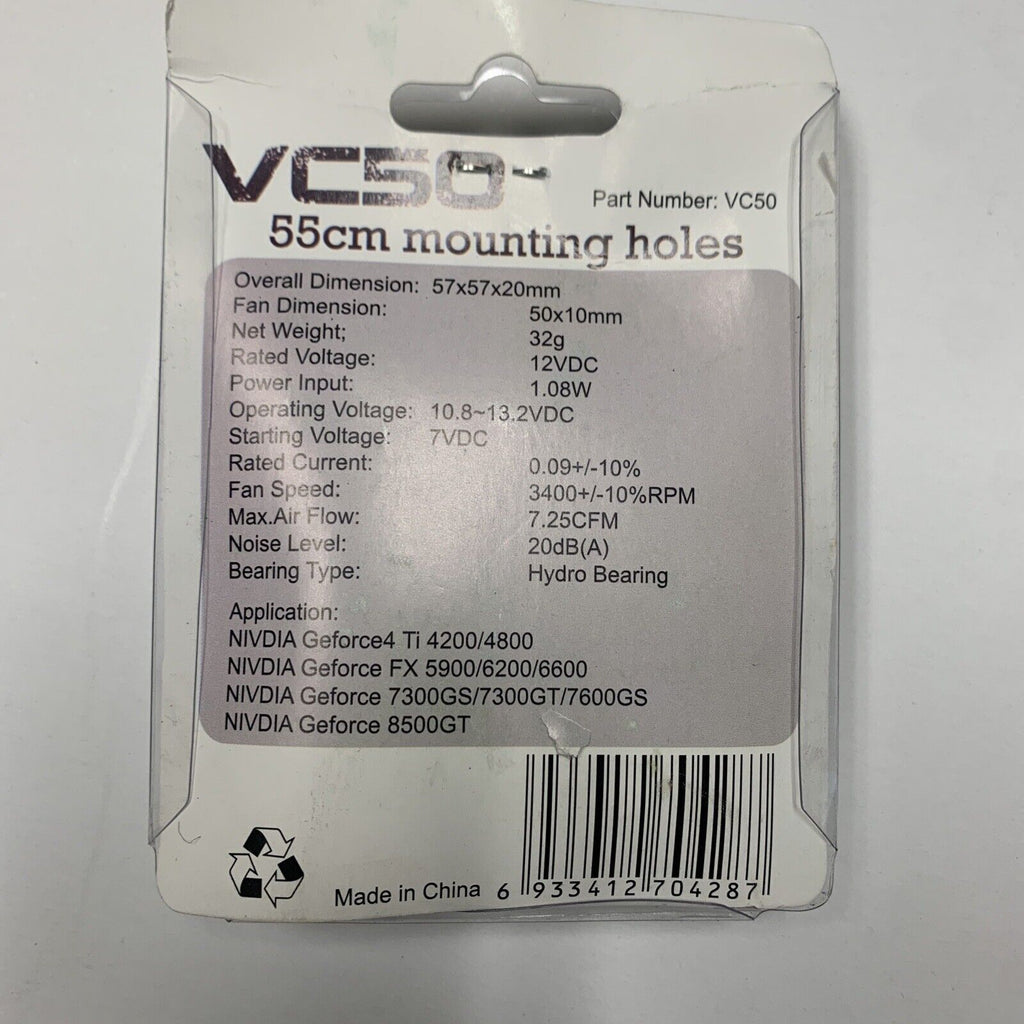 VC50
Part Number: VC50
55cm mounting holes
Overall Dimension: 57x57x20mm
Fan Dimension: 50x10mm
Net Weight; 32g
Rated Voltage: 12VDC
Power Input: 1.08W
Operating Voltage: 10.8~13.2VDC
Starting Voltage: 7VDC
Rated Current: 0.09+/-10%
Fan Speed: 3400+/-10%RPM
Max.Air Flow: 7.25CFM
Noise Level: 20dB(A)
Bearing Type: Hydro Bearing
Application:
NIVDIA Geforce4 Ti 4200/4800
NIVDIA Geforce FX 5900/6200/6600
NIVDIA Geforce 7300GS/7300GT/7600GS
NIVDIA Geforce 8500GT
Made in China 6 933412 704287